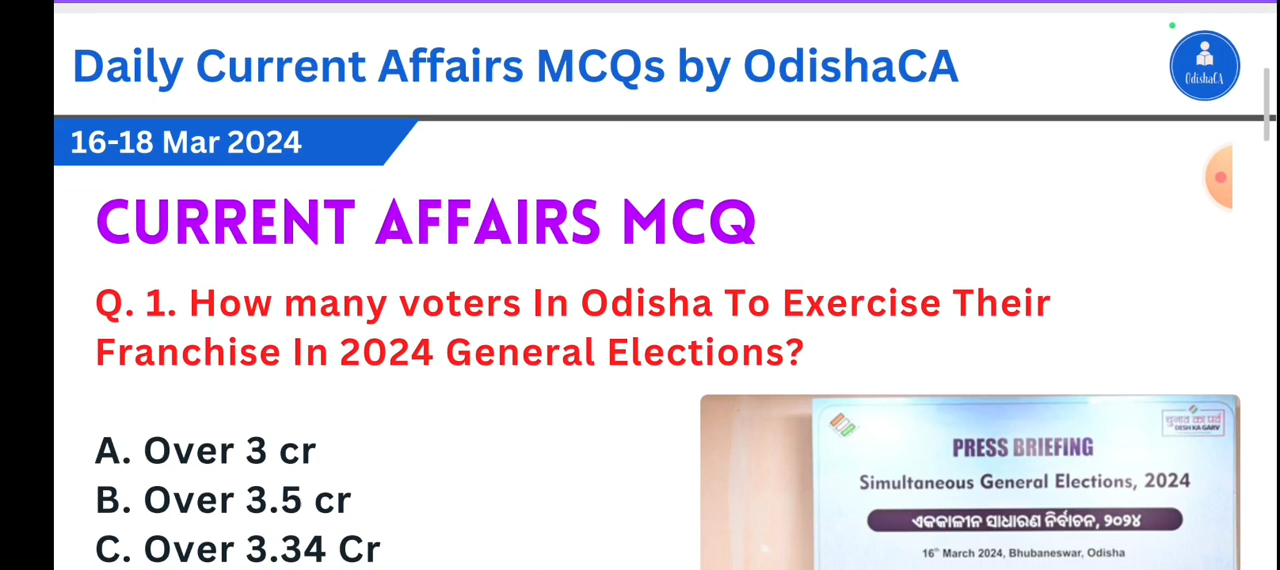 Daily Current Affairs MCQs by OdishaCA
OdishaCA
16-18 Mar 2024
CURRENT AFFAIRS MCQ
Q. 1. How many voters In Odisha To Exercise Their
Franchise In 2024 General Elections?
A. Over 3 cr
B. Over 3.5 cr
C. Over 3.34 Cr
चुनाव का पर्व
DESH KA GARV
PRESS BRIEFING
Simultaneous General Elections, 2024
ଏକକାଳୀନ ସାଧାରଣ ନିର୍ବାଚନ, ୨୦୨୪
16th March 2024, Bhubaneswar, Odisha